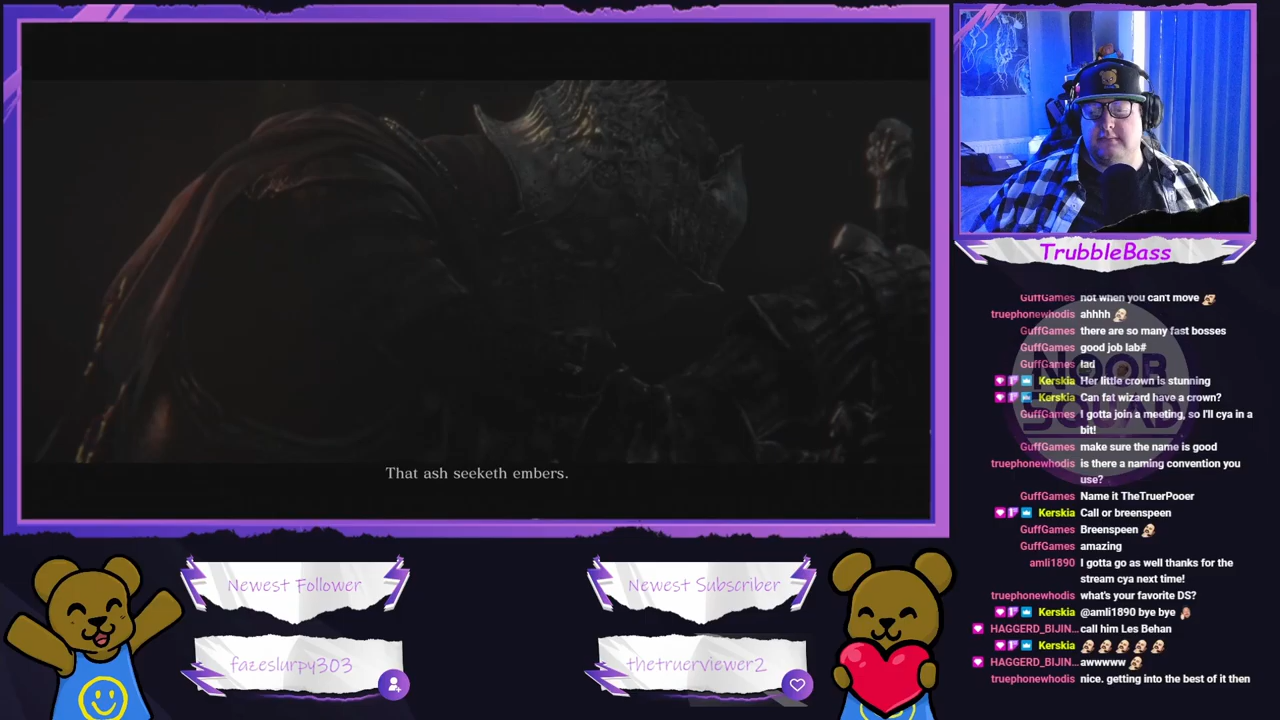 That ash seeketh embers.
TrubbleBass
NOOB
SQUAD
GuffGames not when you can't move
truephonewhodis ahhhh
GuffGames there are so many fast bosses
GuffGames good job lab#
GuffGames lad
Kerskia Her little crown is stunning
Kerskia Can fat wizard have a crown?
GuffGames I gotta join a meeting, so I'll cya in a
bit!
GuffGames make sure the name is good
truephonewhodis is there a naming convention you
use?
GuffGames Name it TheTruerPooer
Kerskia Call or breenspeen
GuffGames Breenspeen
GuffGames amazing
amli1890 I gotta go as well thanks for the
stream cya next time!
truephonewhodis what's your favorite DS?
Kerskia @amli1890 bye bye
HAGGERD_BIJIN... call him Les Behan
Kerskia
HAGGERD_BIJIN... awwwww
truephonewhodis nice. getting into the best of it then
Newest Follower
fazeslurpy303
Newest Subscriber
thetruerviewer2